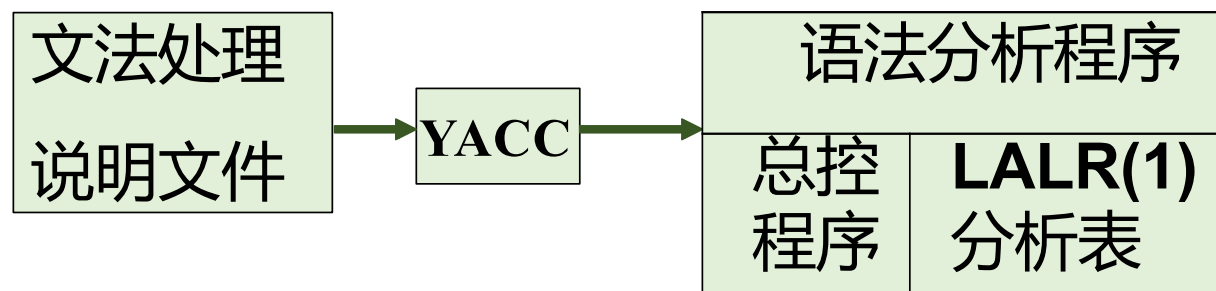 文法处理
说明文件
YACC
语法分析程序
总控
程序
LALR(1)
分析表